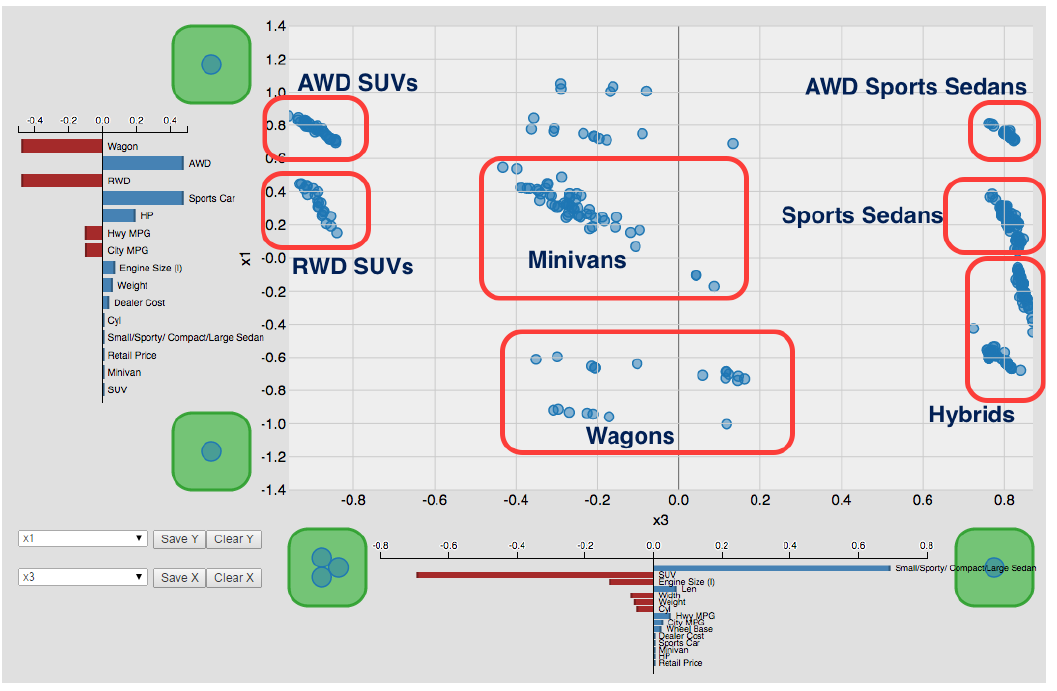 1.4
1.2
1.0
0.8
0.4
0.2
-0.0
-0.2
-0.4
-0.6
-0.8
-1.0
-1.2
-1.4
x1
AWD SUVs
AWD Sports Sedans
RWD SUVs
Minivans
Sports Sedans
Wagons
Hybrids
-0.8 -0.6 -0.4 -0.2 0.0 0.2 0.4 0.6 0.8
x3
-0.4 -0.2 0.0 0.2 0.4
Wagon
AWD
RWD
Sports Car
HP
Hwy MPG
City MPG
Engine Size (l)
Weight
Dealer Cost
Cyl
Small/Sporty/ Compact/Large Sedan
Retail Price
Minivan
SUV
x1 Save Y Clear Y
x3 Save X Clear X
-0.8 -0.6 -0.4 -0.2 0.0 0.2 0.4 0.6 0.8
Small/Sporty/ Compact/Large Sedan
SUV
Engine Size (l)
Len
Width
Weight
Cyl
Hwy MPG
City MPG
Wheel Base
Dealer Cost
Sports Car
Minivan
HP
Retail Price